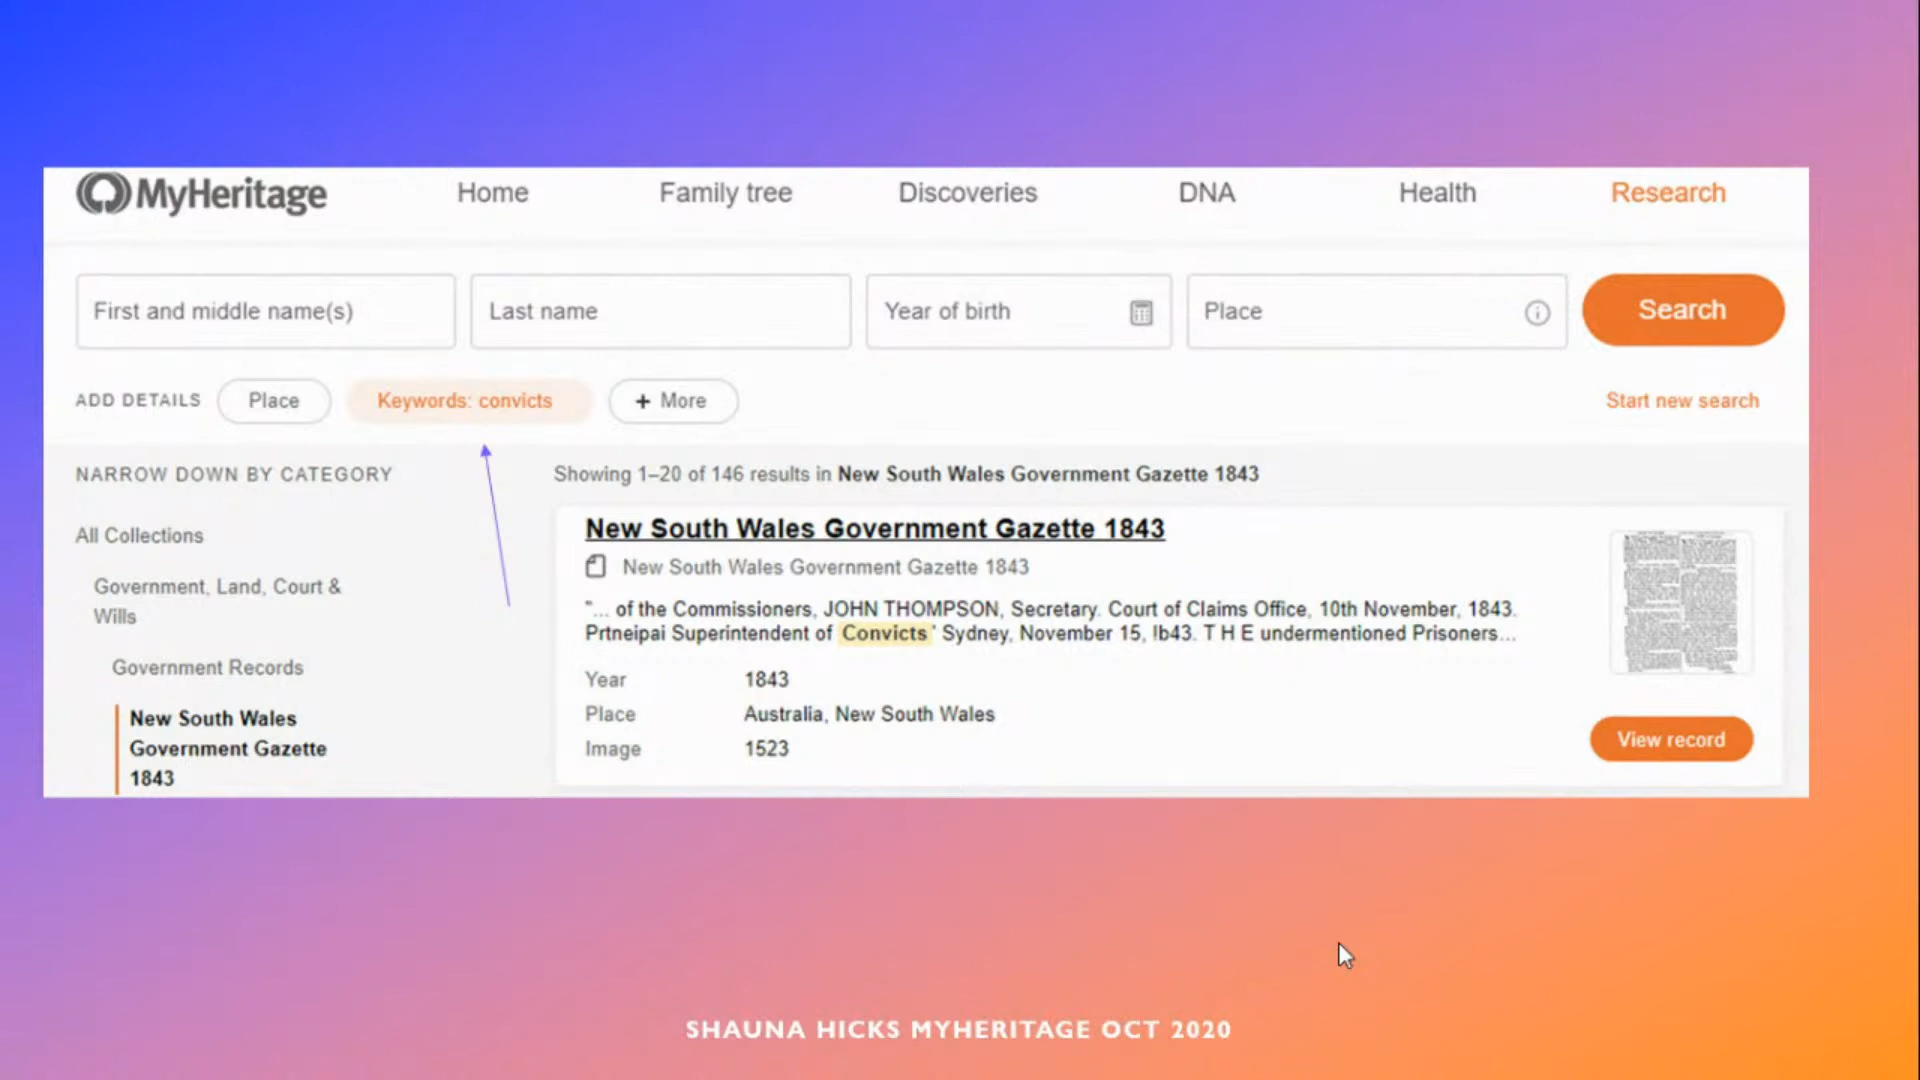 MyHeritage Home Family tree Discoveries DNA Health Research
First and middle name(s) Last name Year of birth Place Search
ADD DETAILS Place Keywords: convicts + More Start new search
NARROW DOWN BY CATEGORY
All Collections
Government, Land, Court &
Wills
Government Records
New South Wales
Government Gazette
1843
Showing 1–20 of 146 results in New South Wales Government Gazette 1843
New South Wales Government Gazette 1843
New South Wales Government Gazette 1843
"... of the Commissioners, JOHN THOMPSON, Secretary. Court of Claims Office, 10th November, 1843.
Prtneipai Superintendent of Convicts ' Sydney, November 15, !b43. T H E undermentioned Prisoners...
Year 1843
Place Australia, New South Wales
Image 1523
View record
SHAUNA HICKS MYHERITAGE OCT 2020